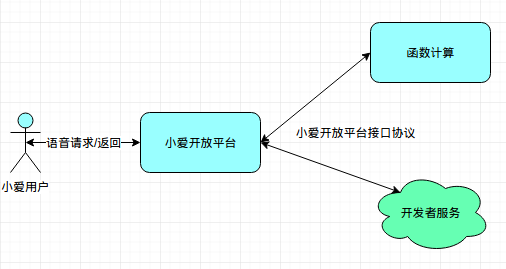 函数计算
小爱开放平台接口协议
语音请求/返回
小爱开放平台
小爱用户
开发者服务